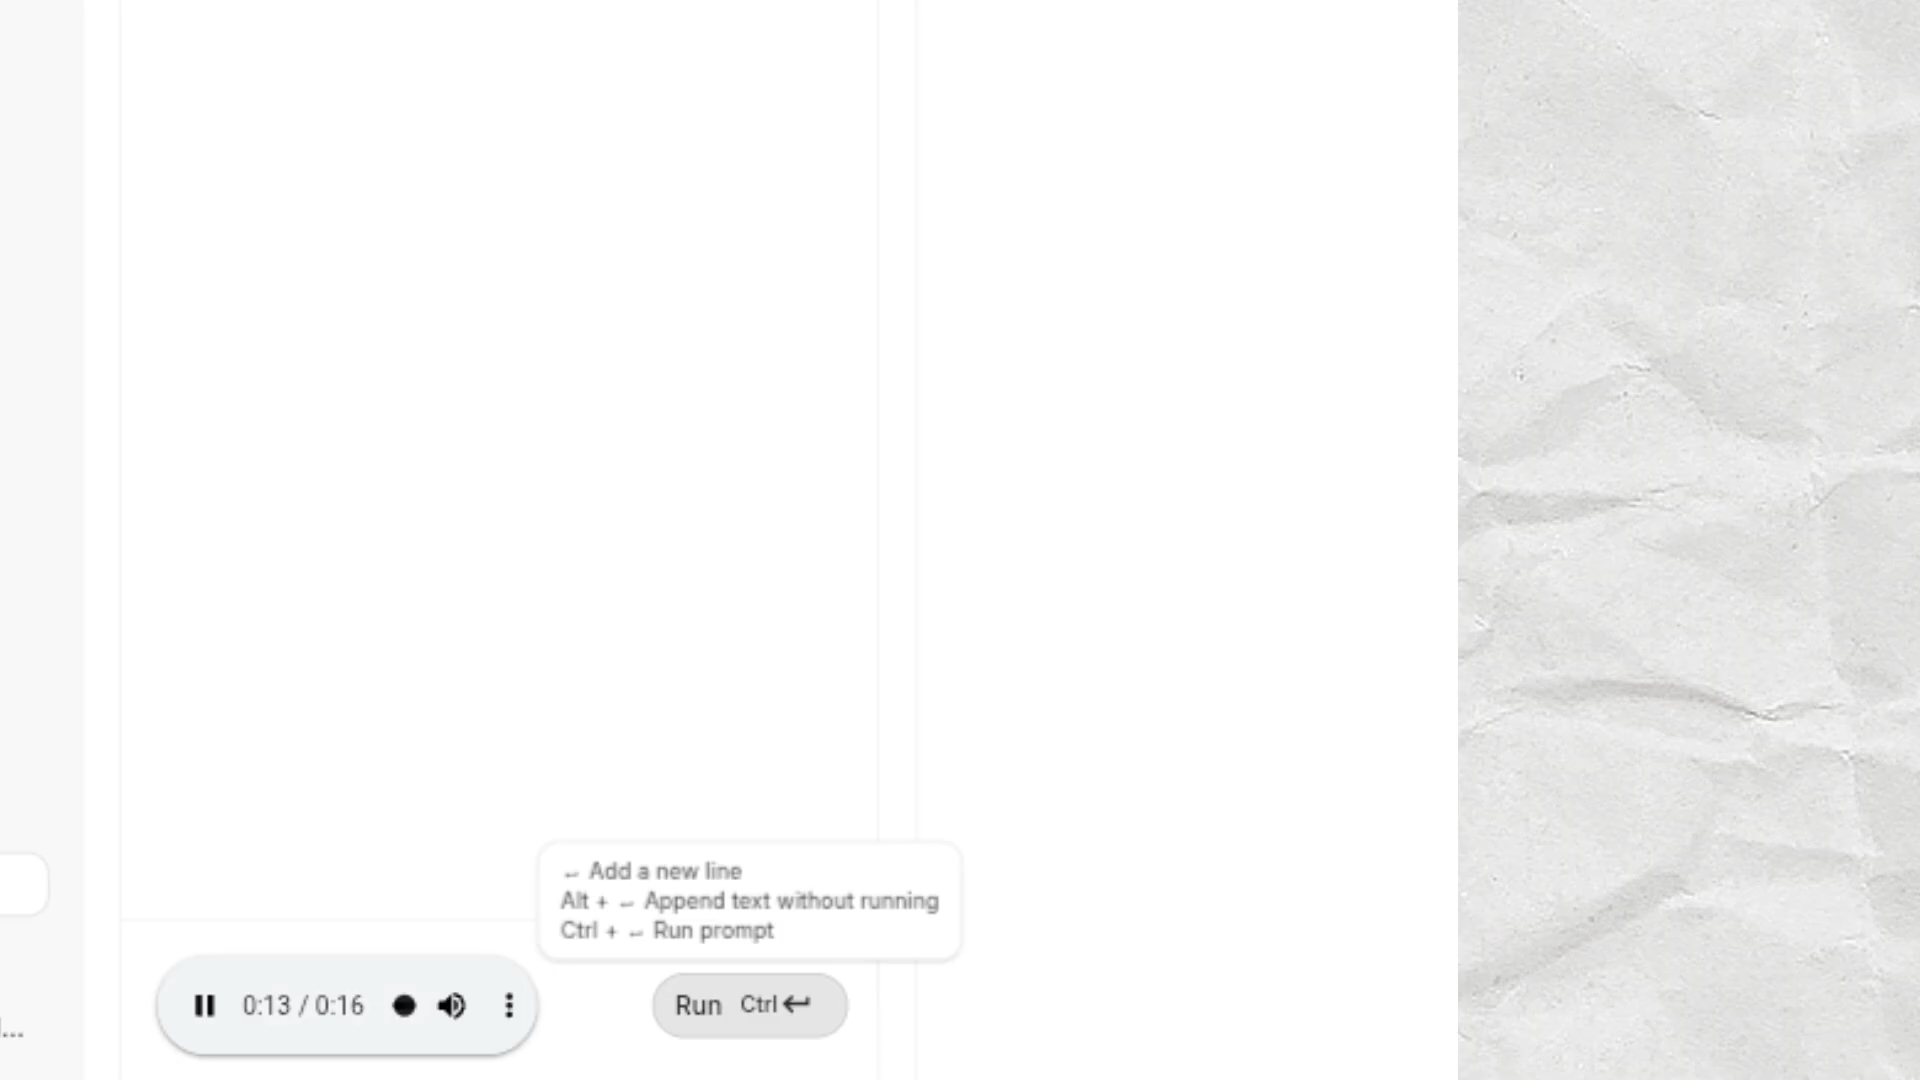 ← Add a new line
Alt + ← Append text without running
Ctrl + ← Run prompt
0:13 / 0:16
Run Ctrl ↵
...